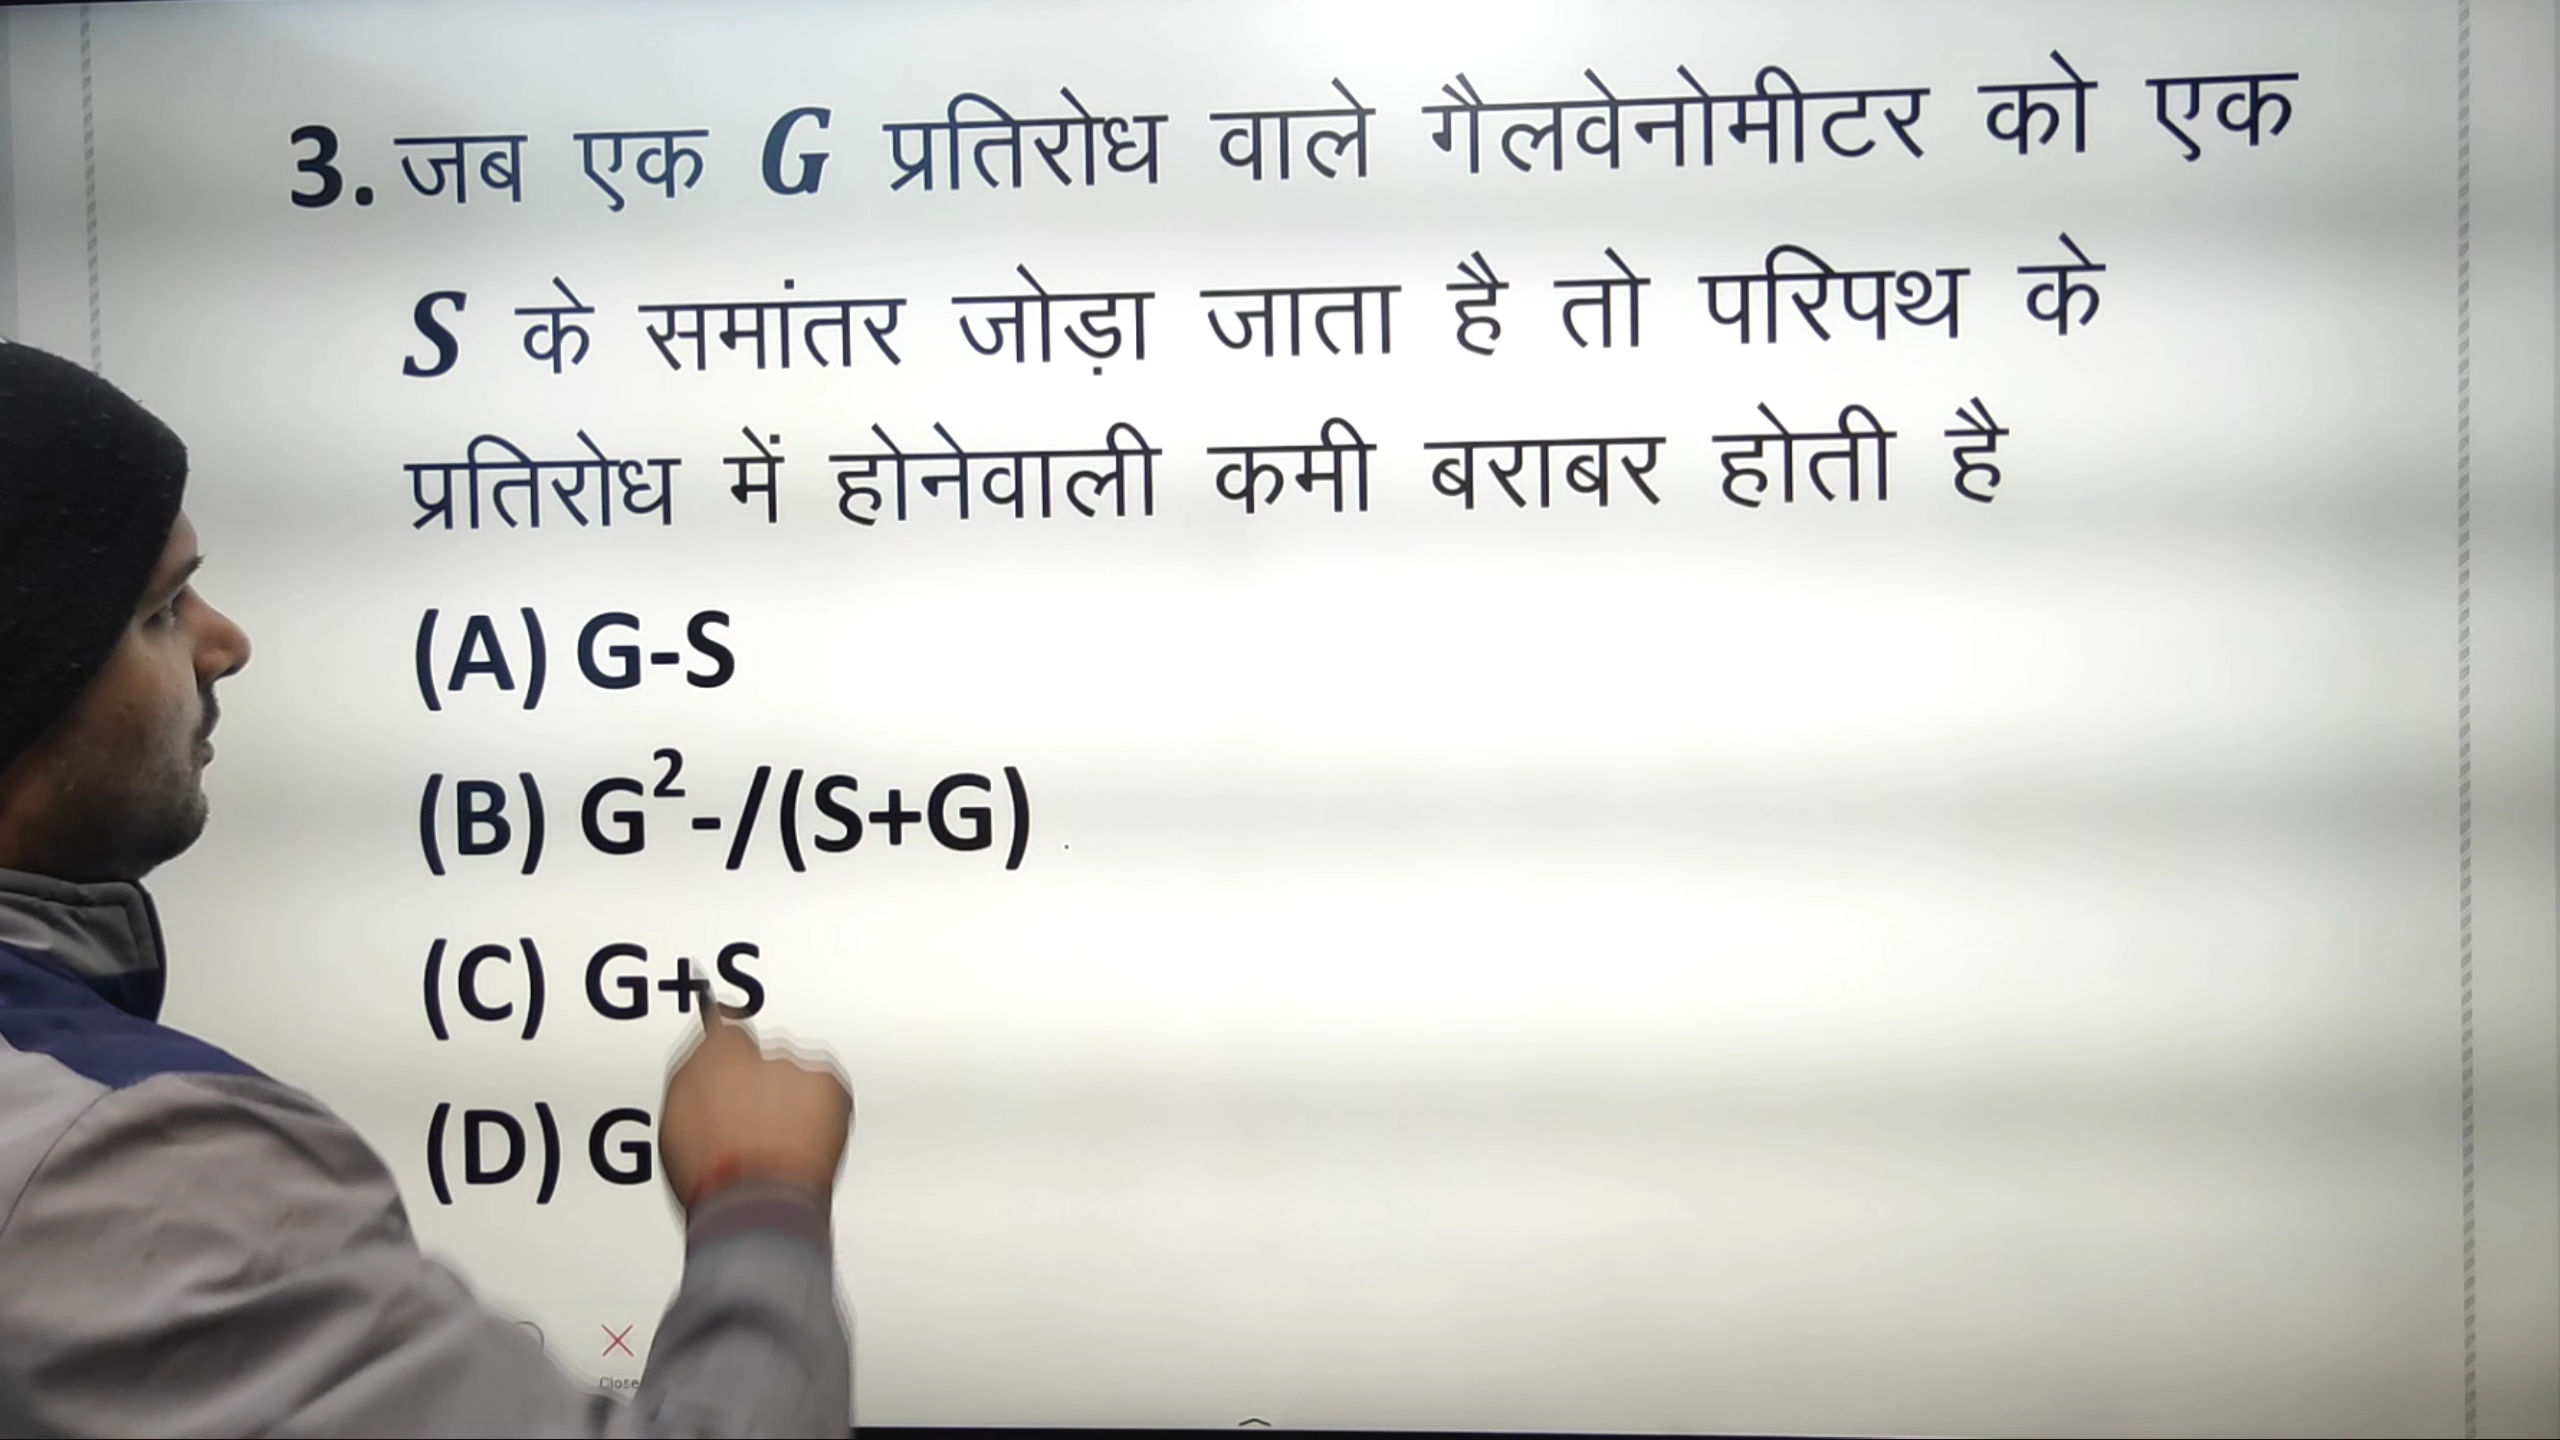 3. जब एक G प्रतिरोध वाले गैलवेनोमीटर को एक
S के समांतर जोड़ा जाता है तो परिपथ के
प्रतिरोध में होनेवाली कमी बराबर होती है
(A) G-S
(B) G²-/(S+G)
(C) G+S
(D) G
Close